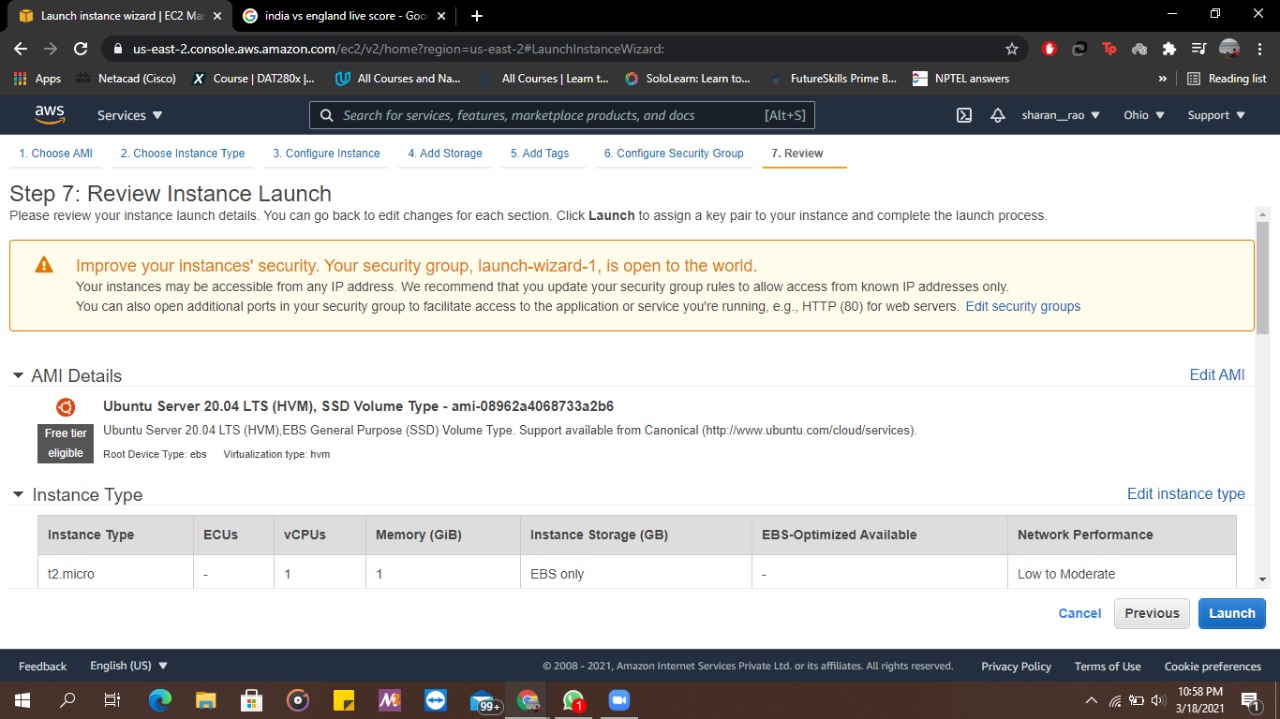 Launch instance wizard | EC2 Ma
india vs england live score - Goo
us-east-2.console.aws.amazon.com/ec2/v2/home?region=us-east-2#LaunchInstanceWizard:
Apps
Netacad (Cisco)
Course | DAT280x |...
All Courses and Na...
All Courses | Learn t...
SoloLearn: Learn to...
FutureSkills Prime B...
NPTEL answers
»
Reading list
aws
Services
Search for services, features, marketplace products, and docs
[Alt+S]
sharan__rao
Ohio
Support
1. Choose AMI
2. Choose Instance Type
3. Configure Instance
4. Add Storage
5. Add Tags
6. Configure Security Group
7. Review
Step 7: Review Instance Launch
Please review your instance launch details. You can go back to edit changes for each section. Click Launch to assign a key pair to your instance and complete the launch process.
Improve your instances' security. Your security group, launch-wizard-1, is open to the world.
Your instances may be accessible from any IP address. We recommend that you update your security group rules to allow access from known IP addresses only.
You can also open additional ports in your security group to facilitate access to the application or service you're running, e.g., HTTP (80) for web servers. Edit security groups
AMI Details
Edit AMI
Ubuntu Server 20.04 LTS (HVM), SSD Volume Type - ami-08962a4068733a2b6
Free tier
eligible
Ubuntu Server 20.04 LTS (HVM),EBS General Purpose (SSD) Volume Type. Support available from Canonical (http://www.ubuntu.com/cloud/services).
Root Device Type: ebs
Virtualization type: hvm
Instance Type
Edit instance type
Instance Type
ECUs
vCPUs
Memory (GiB)
Instance Storage (GB)
EBS-Optimized Available
Network Performance
t2.micro
-
1
1
EBS only
-
Low to Moderate
Cancel
Previous
Launch
Feedback
English (US)
© 2008 - 2021, Amazon Internet Services Private Ltd. or its affiliates. All rights reserved.
Privacy Policy
Terms of Use
Cookie preferences
99+
1
10:58 PM
3/18/2021
1